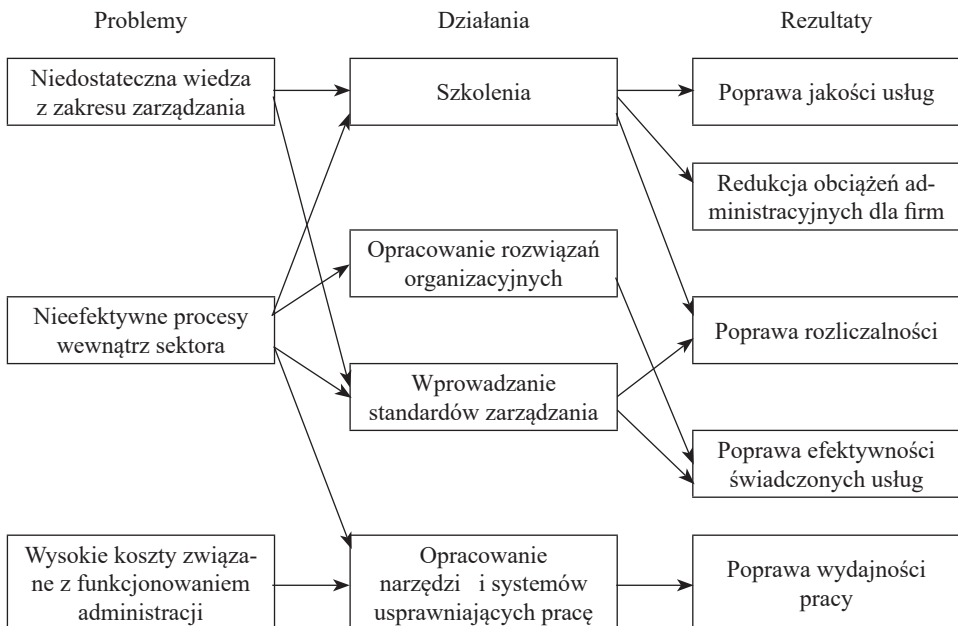 Problemy
Działania
Rezultaty
Niedostateczna wiedza
z zakresu zarządzania
Szkolenia
Poprawa jakości usług
Redukcja obciążeń ad-
ministracyjnych dla firm
Opracowanie rozwiązań
organizacyjnych
Nieefektywne procesy
wewnątrz sektora
Poprawa rozliczalności
Wprowadzanie
standardów zarządzania
Poprawa efektywności
świadczonych usług
Wysokie koszty związa-
ne z funkcjonowaniem
administracji
Opracowanie
narzędzi i systemów
usprawniających pracę
Poprawa wydajności
pracy